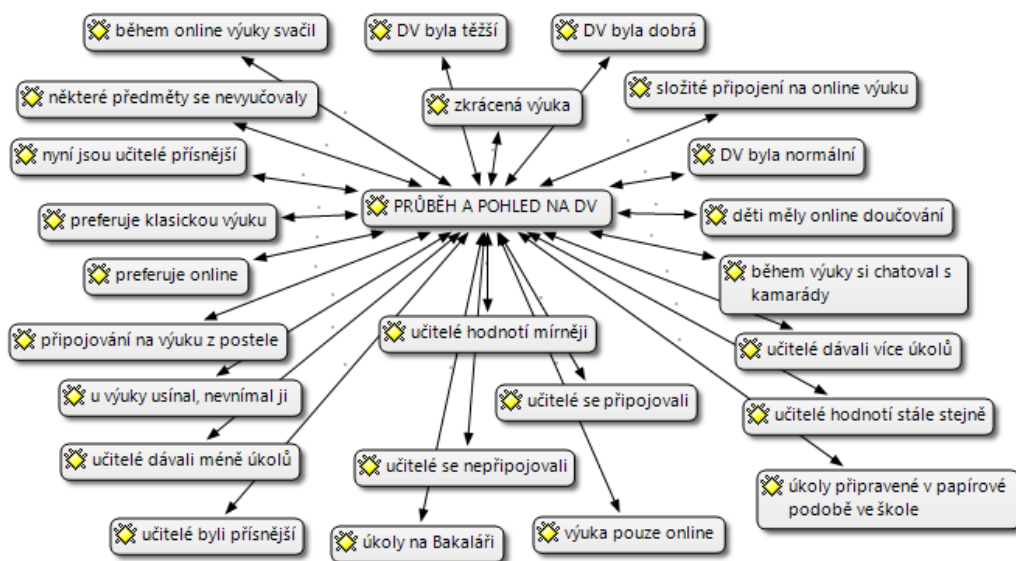 během online výuky svačil
DV byla těžší
DV byla dobrá
některé předměty se nevyučovaly
zkrácená výuka
složité připojení na online výuku
nyní jsou učitelé přísnější
DV byla normální
PRŮBĚH A POHLED NA DV
preferuje klasickou výuku
děti měly online doučování
preferuje online
během výuky si chatoval s
kamarády
připojování na výuku z postele
učitelé hodnotí mírněji
učitelé dávali více úkolů
u výuky usínal, nevnímal ji
učitelé se připojovali
učitelé hodnotí stále stejně
učitelé dávali méně úkolů
učitelé se nepřipojovali
úkoly připravené v papírové
podobě ve škole
učitelé byli přísnější
úkoly na Bakaláři
výuka pouze online